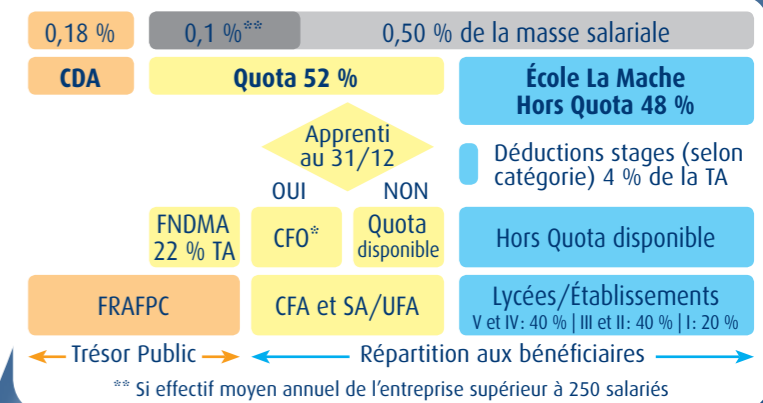 0,18 %
0,1 %**
0,50 % de la masse salariale
CDA
Quota 52 %
École La Mache
Hors Quota 48 %
Apprenti
au 31/12
Déductions stages (selon
catégorie) 4 % de la TA
OUI
NON
FNDMA
22 % TA
CFO*
Quota
disponible
Hors Quota disponible
FRAFPC
CFA et SA/UFA
Lycées/Établissements
V et IV: 40 % | III et II: 40 % | I: 20 %
Trésor Public
Répartition aux bénéficiaires
** Si effectif moyen annuel de l'entreprise supérieur à 250 salariés